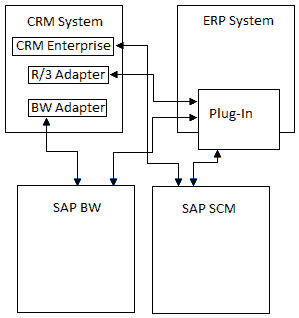 CRM System
ERP System
CRM Enterprise
R/3 Adapter
BW Adapter
Plug-In
SAP BW
SAP SCM